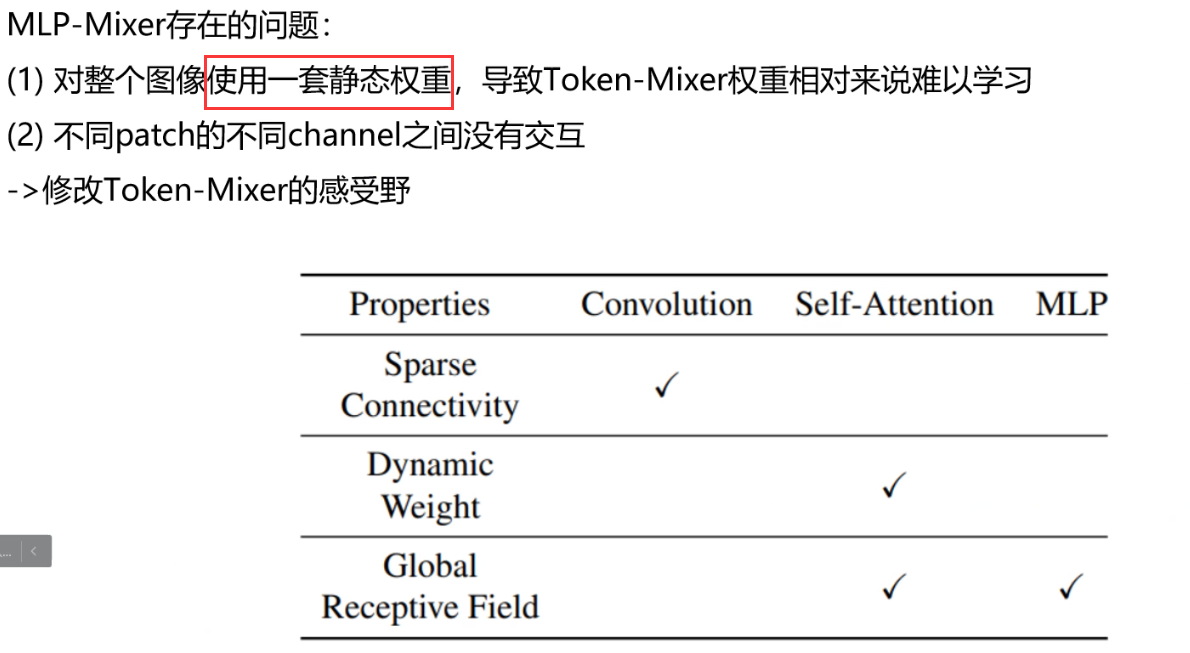 MLP-Mixer存在的问题：
(1) 对整个图像使用一套静态权重，导致Token-Mixer权重相对来说难以学习
(2) 不同patch的不同channel之间没有交互
->修改Token-Mixer的感受野
Properties Convolution Self-Attention MLP
Sparse
Connectivity ✓
Dynamic
Weight ✓
Global
Receptive Field ✓ ✓
...